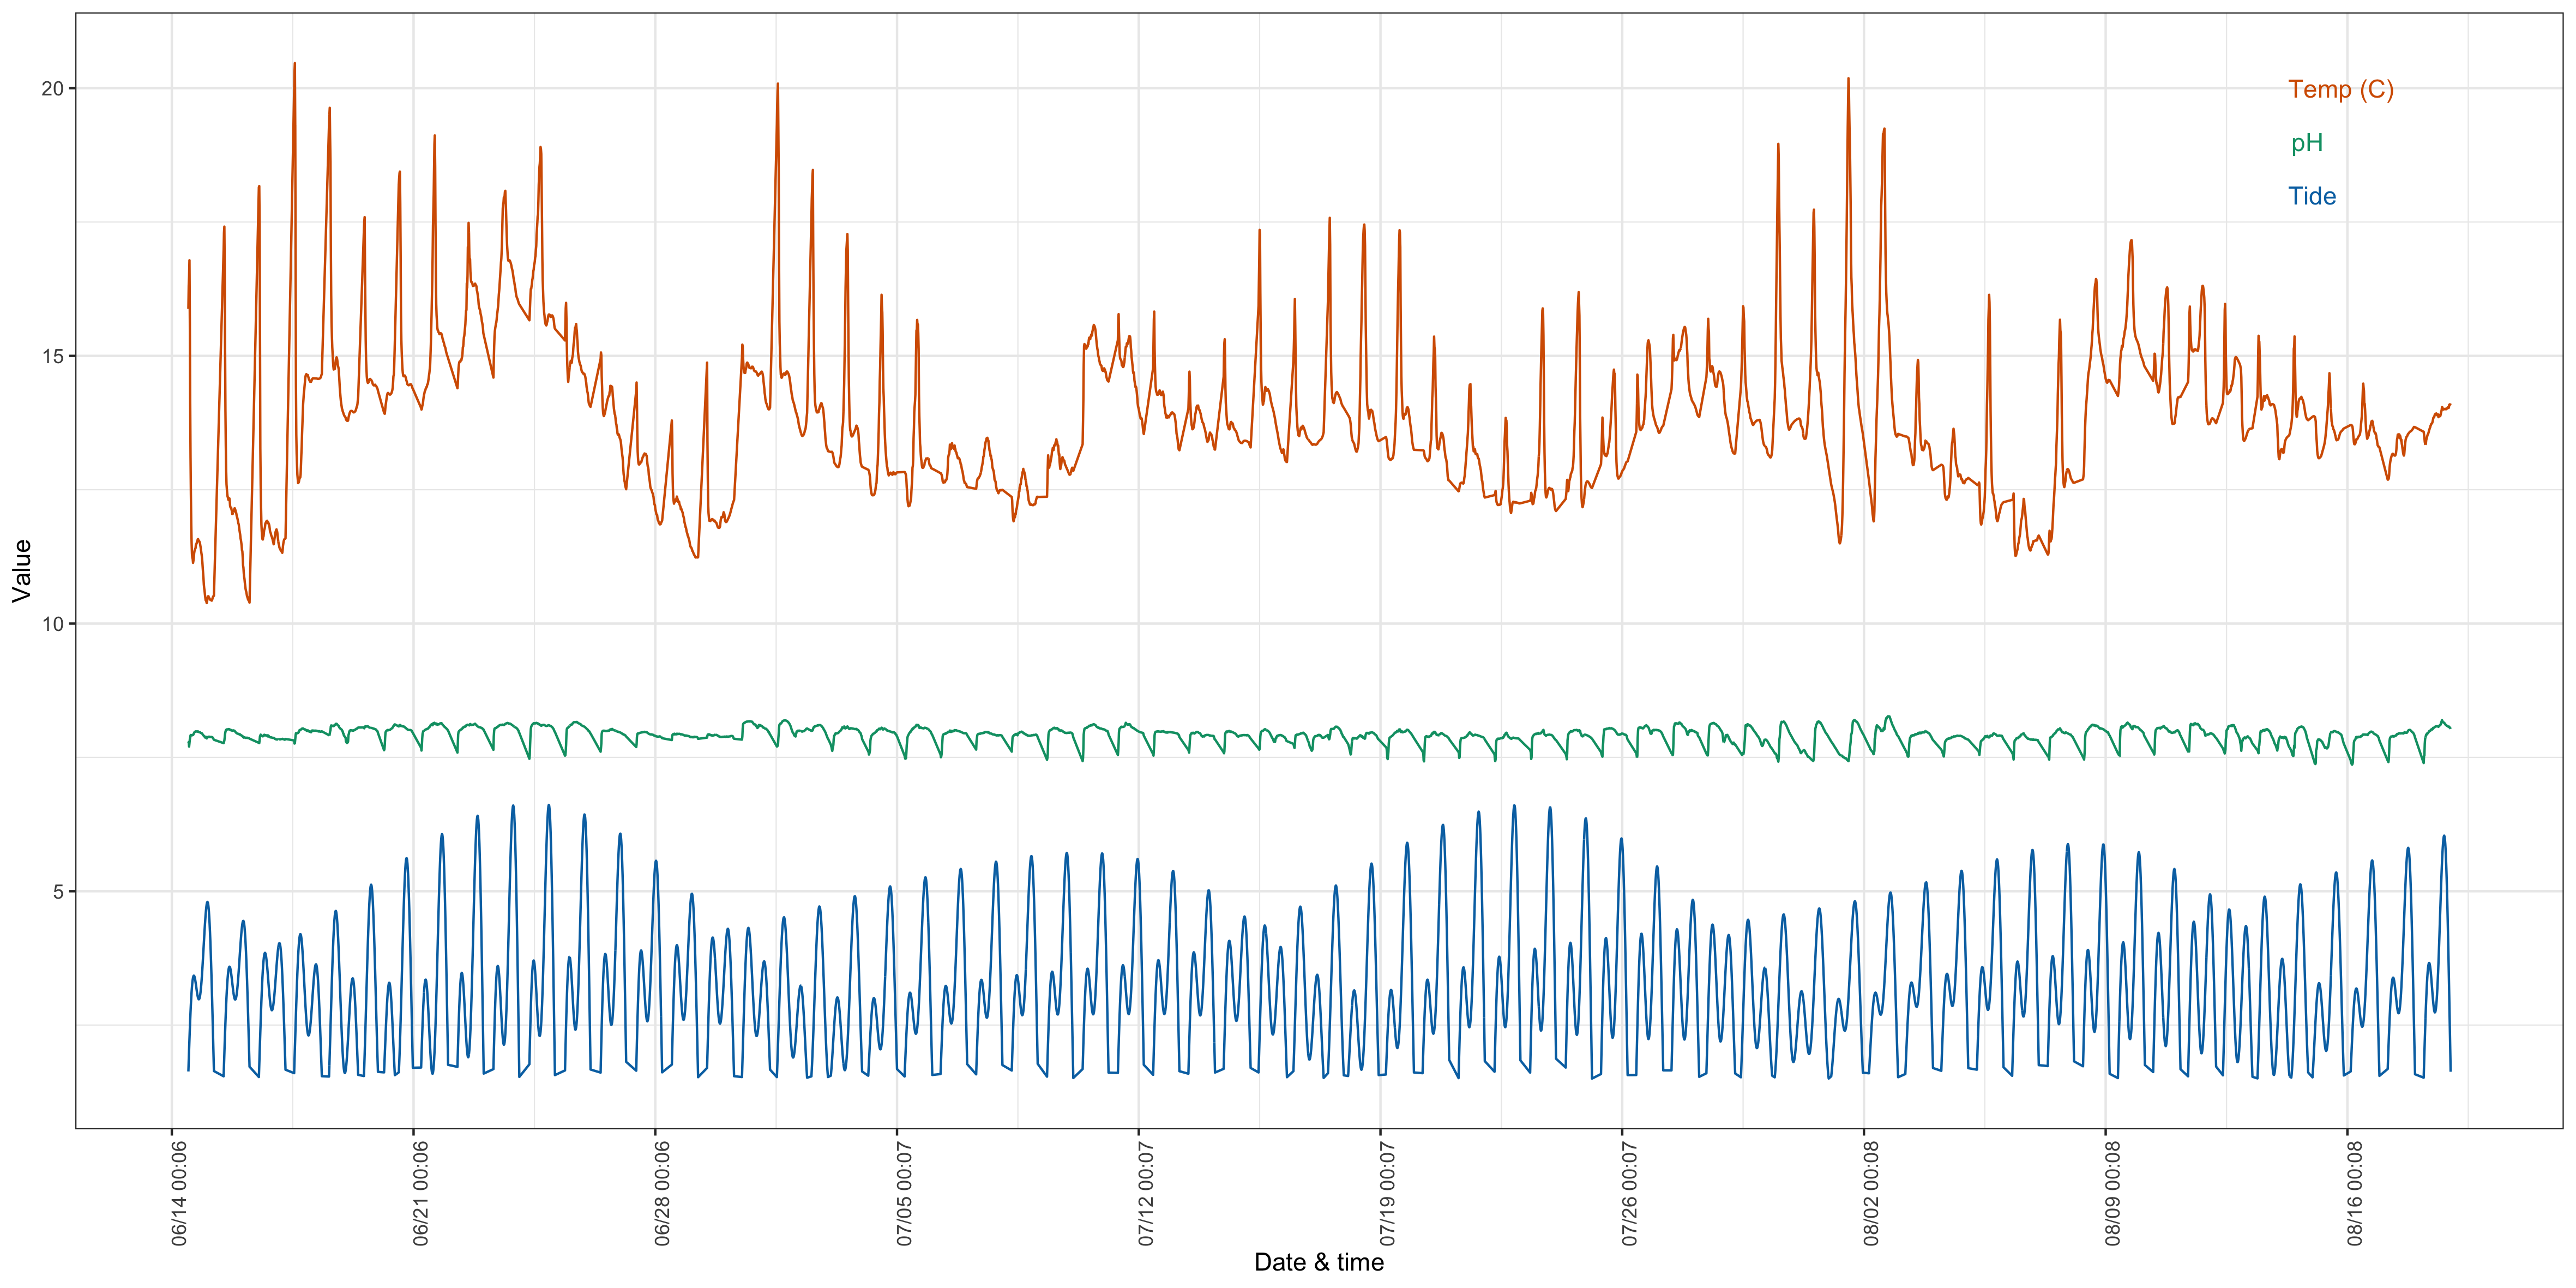 20
15
10
5
Value
Temp (C)
pH
Tide
06/14 00:06
06/21 00:06
06/28 00:06
07/05 00:07
07/12 00:07
07/19 00:07
07/26 00:07
08/02 00:08
08/09 00:08
08/16 00:08
Date & time